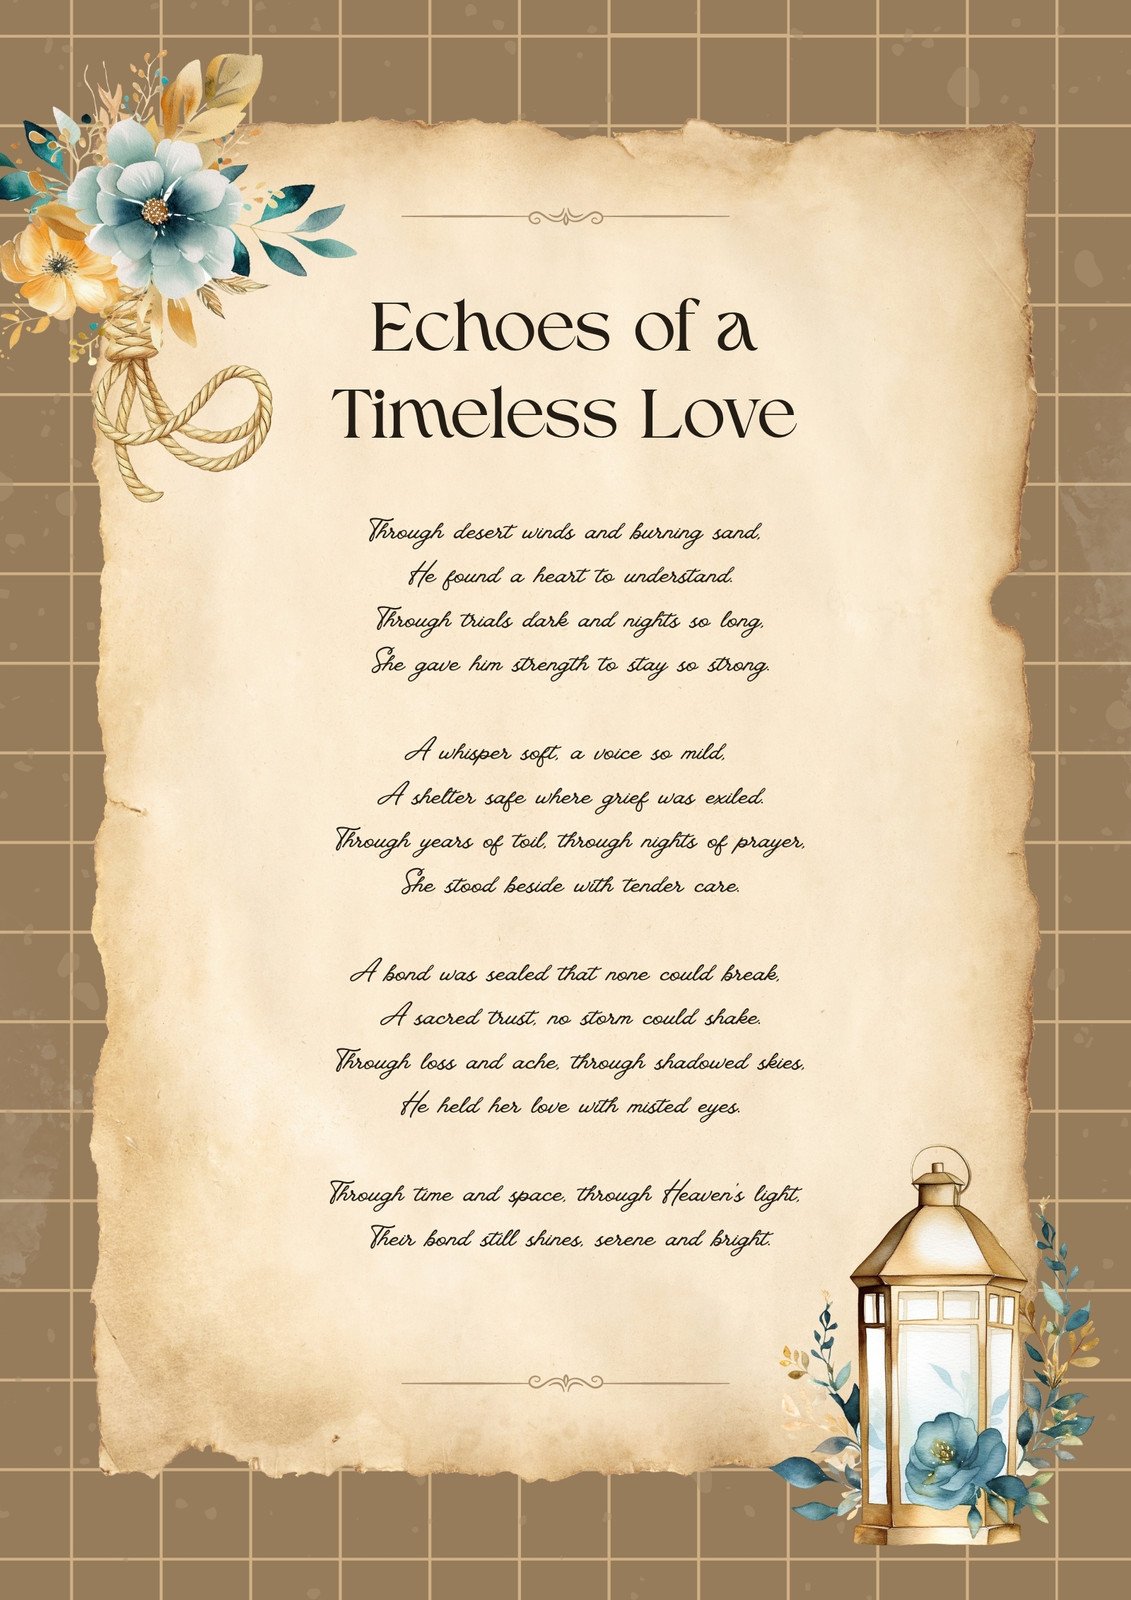 Echoes of a
Timeless Love
Through desert winds and burning sand,
He found a heart to understand.
Through trials dark and nights so long,
She gave him strength to stay so strong.
A whisper soft, a voice so mild,
A shelter safe where grief was exiled.
Through years of toil, through nights of prayer,
She stood beside with tender care.
A bond was sealed that none could break,
A sacred trust, no storm could shake.
Through loss and ache, through shadowed skies,
He held her love with misted eyes.
Through time and space, through Heaven's light,
Their bond still shines, serene and bright.